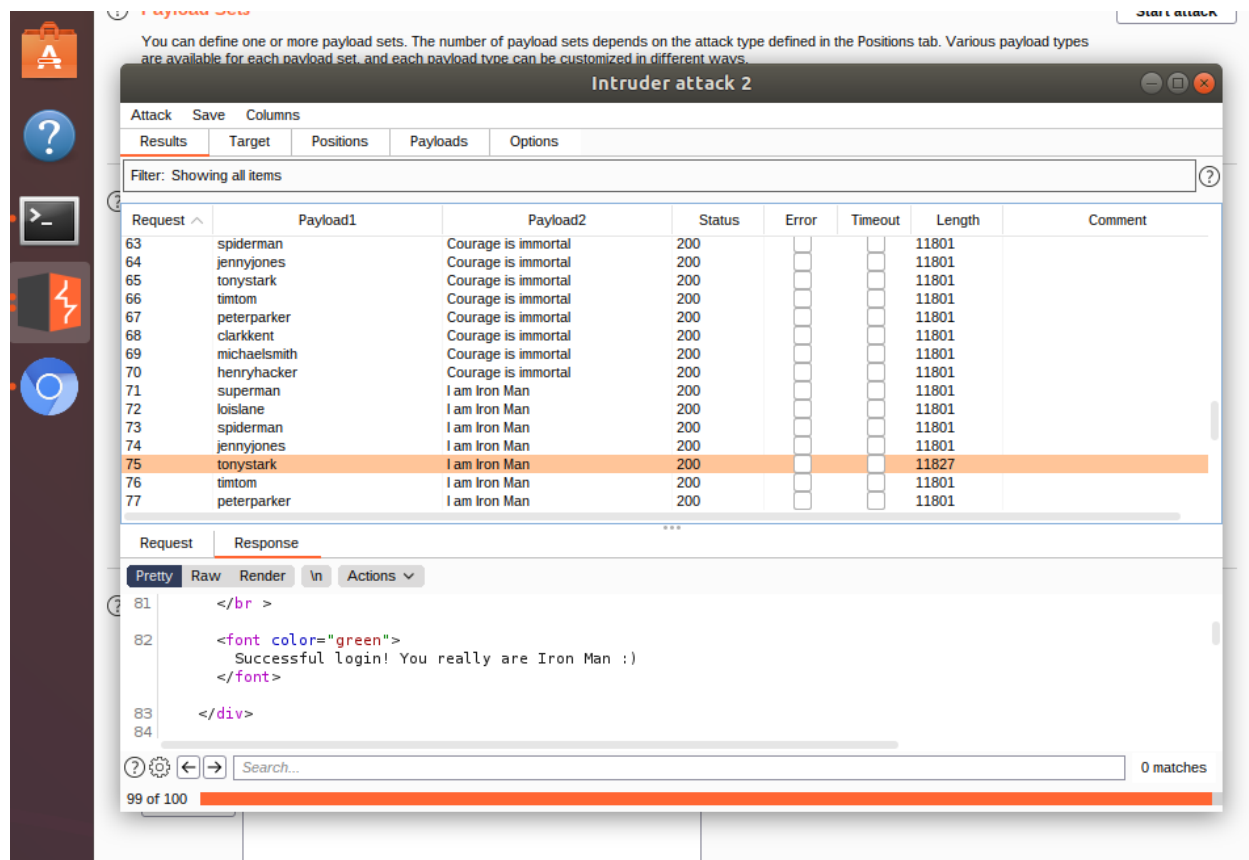 Payload Sets
Start attack
You can define one or more payload sets. The number of payload sets depends on the attack type defined in the Positions tab. Various payload types
are available for each payload set, and each payload type can be customized in different ways.
Intruder attack 2
Attack Save Columns
Results Target Positions Payloads Options
Filter: Showing all items
Request Payload1 Payload2 Status Error Timeout Length Comment
63 spiderman Courage is immortal 200 11801
64 jennyjones Courage is immortal 200 11801
65 tonystark Courage is immortal 200 11801
66 timtom Courage is immortal 200 11801
67 peterparker Courage is immortal 200 11801
68 clarkkent Courage is immortal 200 11801
69 michaelsmith Courage is immortal 200 11801
70 henryhacker Courage is immortal 200 11801
71 superman I am Iron Man 200 11801
72 loislane I am Iron Man 200 11801
73 spiderman I am Iron Man 200 11801
74 jennyjones I am Iron Man 200 11801
75 tonystark I am Iron Man 200 11827
76 timtom I am Iron Man 200 11801
77 peterparker I am Iron Man 200 11801
Request Response
Pretty Raw Render \n Actions
81 </br >
82 <font color="green">
Successful login! You really are Iron Man :)
</font>
83 </div>
84
Search... 0 matches
99 of 100